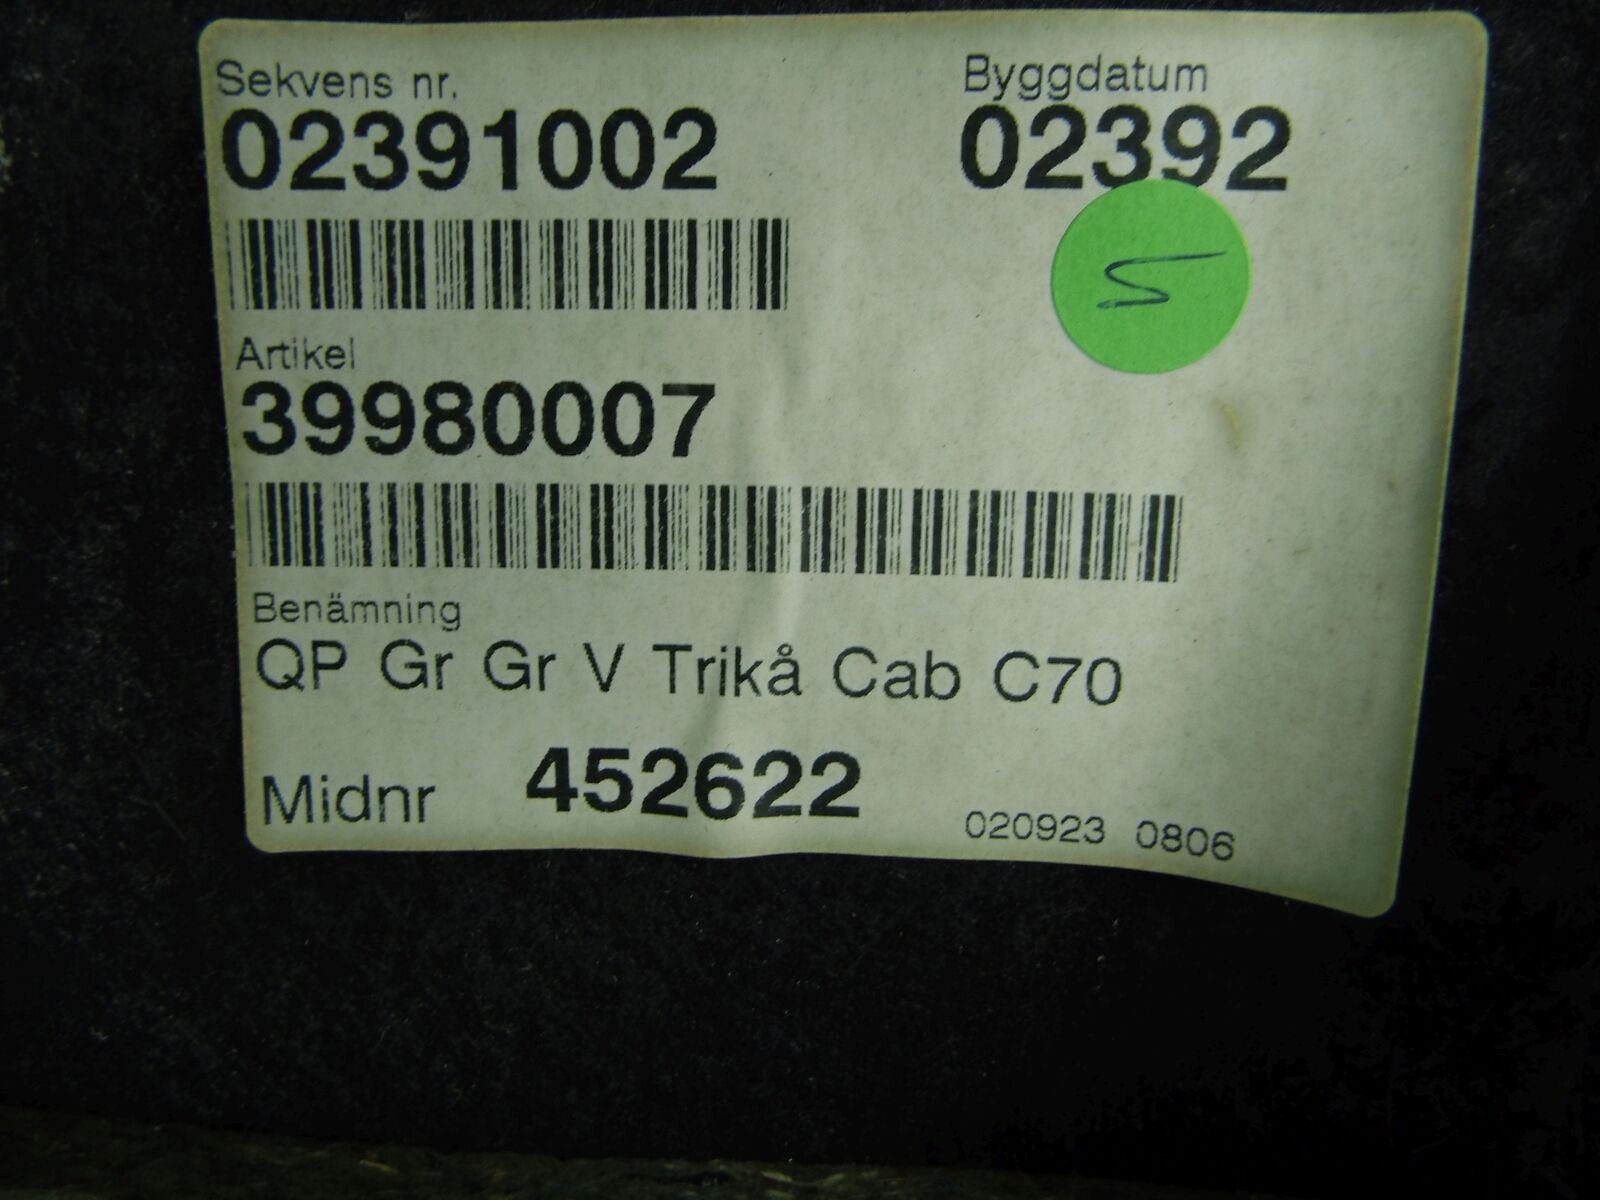 Sekvens nr.
02391002
Byggdatum
02392
Artikel
39980007
Benämning
QP Gr Gr V Trikå Cab C70
Midnr 452622
020923 0806